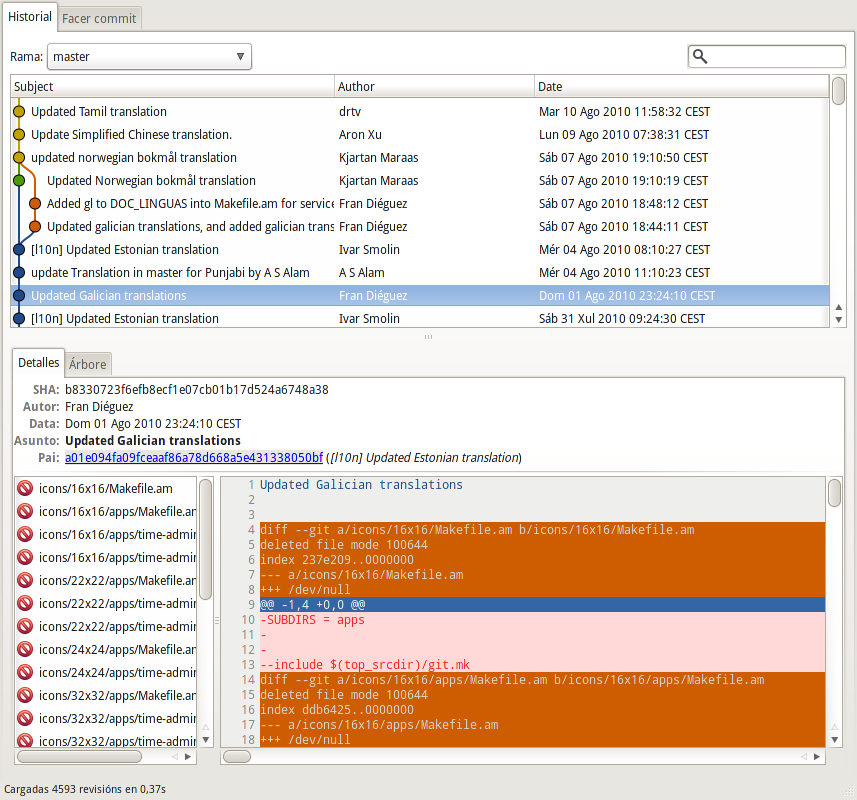 Historial Facer commit
Rama: master
Subject Author Date
Updated Tamil translation drtv Mar 10 Ago 2010 11:58:32 CEST
Update Simplified Chinese translation. Aron Xu Lun 09 Ago 2010 07:38:31 CEST
updated norwegian bokmål translation Kjartan Maraas Sáb 07 Ago 2010 19:10:50 CEST
Updated Norwegian bokmål translation Kjartan Maraas Sáb 07 Ago 2010 19:10:19 CEST
Added gl to DOC_LINGUAS into Makefile.am for service Fran Diéguez Sáb 07 Ago 2010 18:48:12 CEST
Updated galician translations, and added galician trans Fran Diéguez Sáb 07 Ago 2010 18:44:11 CEST
[l10n] Updated Estonian translation Ivar Smolin Mér 04 Ago 2010 08:10:27 CEST
update Translation in master for Punjabi by A S Alam A S Alam Mér 04 Ago 2010 11:10:23 CEST
Updated Galician translations Fran Diéguez Dom 01 Ago 2010 23:24:10 CEST
[l10n] Updated Estonian translation Ivar Smolin Sáb 31 Xul 2010 09:24:30 CEST
Detalles Árbore
SHA: b8330723f6efb8ecf1e07cb01b17d524a6748a38
Autor: Fran Diéguez
Data: Dom 01 Ago 2010 23:24:10 CEST
Asunto: Updated Galician translations
Pai: a01e094fa09fceaaf86a78d668a5e431338050bf ([l10n] Updated Estonian translation)
icons/16x16/Makefile.am
icons/16x16/apps/Makefile.am
icons/16x16/apps/time-admin
icons/16x16/apps/time-admin
icons/22x22/apps/Makefile.am
icons/22x22/apps/time-admin
icons/22x22/apps/time-admin
icons/24x24/apps/Makefile.am
icons/24x24/apps/time-admin
icons/32x32/apps/Makefile.am
icons/32x32/apps/time-admin
icons/32x32/apps/time-admin
1 Updated Galician translations
2
3
4 diff --git a/icons/16x16/Makefile.am b/icons/16x16/Makefile.am
5 deleted file mode 100644
6 index 237e209..0000000
7 --- a/icons/16x16/Makefile.am
8 +++ /dev/null
9 @@ -1,4 +0,0 @@
10 -SUBDIRS = apps
11 -
12 -
13 --include $(top_srcdir)/git.mk
14 diff --git a/icons/16x16/apps/Makefile.am b/icons/16x16/apps/Makefile.am
15 deleted file mode 100644
16 index ddb6425..0000000
17 --- a/icons/16x16/apps/Makefile.am
18 +++ /dev/null
Cargadas 4593 revisións en 0,37s